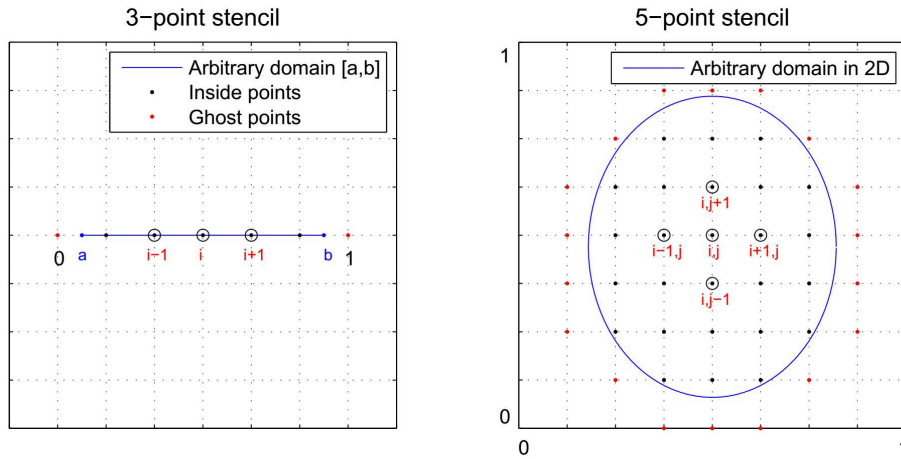 3−point stencil
Arbitrary domain [a,b]
Inside points
Ghost points
0
a
i−1
i
i+1
b
1
5−point stencil
Arbitrary domain in 2D
1
i,j+1
i−1,j
i,j
i+1,j
i,j−1
0
0
1